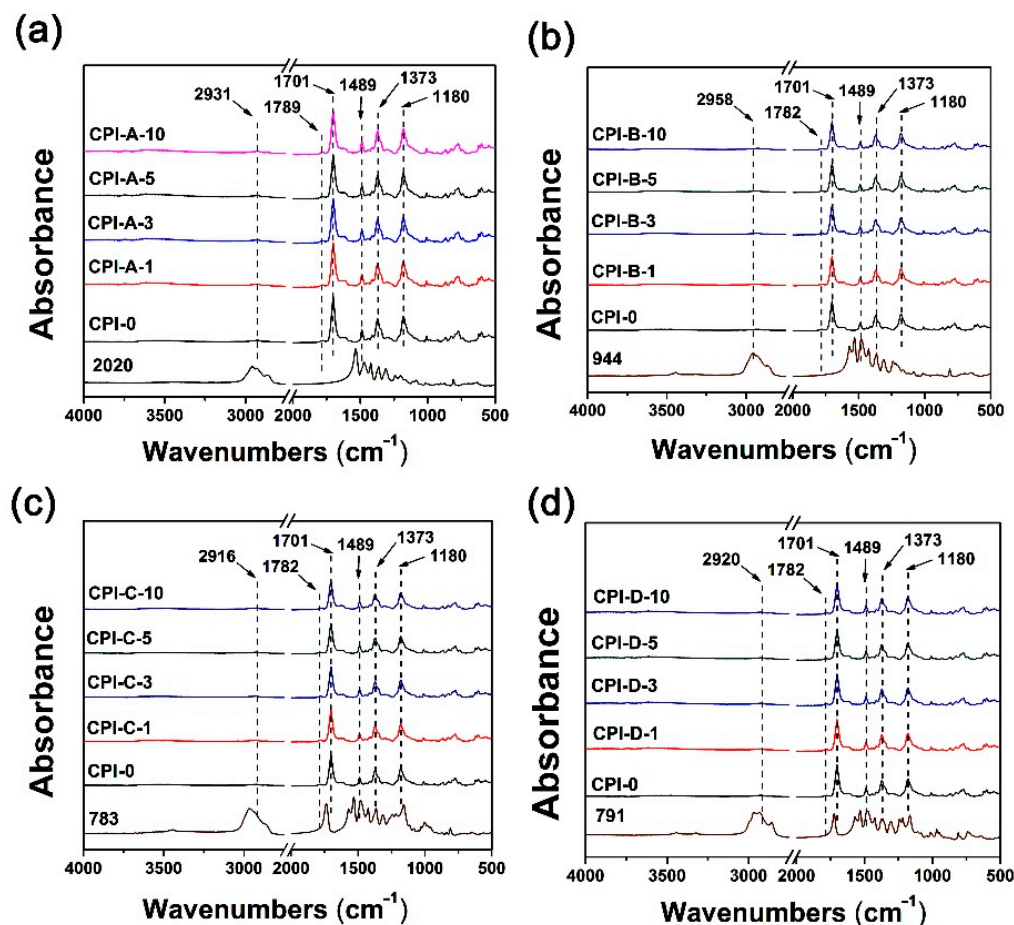 (a)
1701
1373
1489
2931
1789
1180
CPI-A-10
CPI-A-5
CPI-A-3
CPI-A-1
CPI-0
2020
Absorbance
4000 3000 2000 1500 1000 500
Wavenumbers (cm⁻¹)
(b)
1701
1373
1489
2958
1782
1180
CPI-B-10
CPI-B-5
CPI-B-3
CPI-B-1
CPI-0
944
Absorbance
4000 3000 2000 1500 1000 500
Wavenumbers (cm⁻¹)
(c)
1701
1489
1373
2916
1782
1180
CPI-C-10
CPI-C-5
CPI-C-3
CPI-C-1
CPI-0
783
Absorbance
4000 3000 2000 1500 1000 500
Wavenumbers (cm⁻¹)
(d)
1701
1489
1373
2920
1782
1180
CPI-D-10
CPI-D-5
CPI-D-3
CPI-D-1
CPI-0
791
Absorbance
4000 3000 2000 1500 1000 500
Wavenumbers (cm⁻¹)